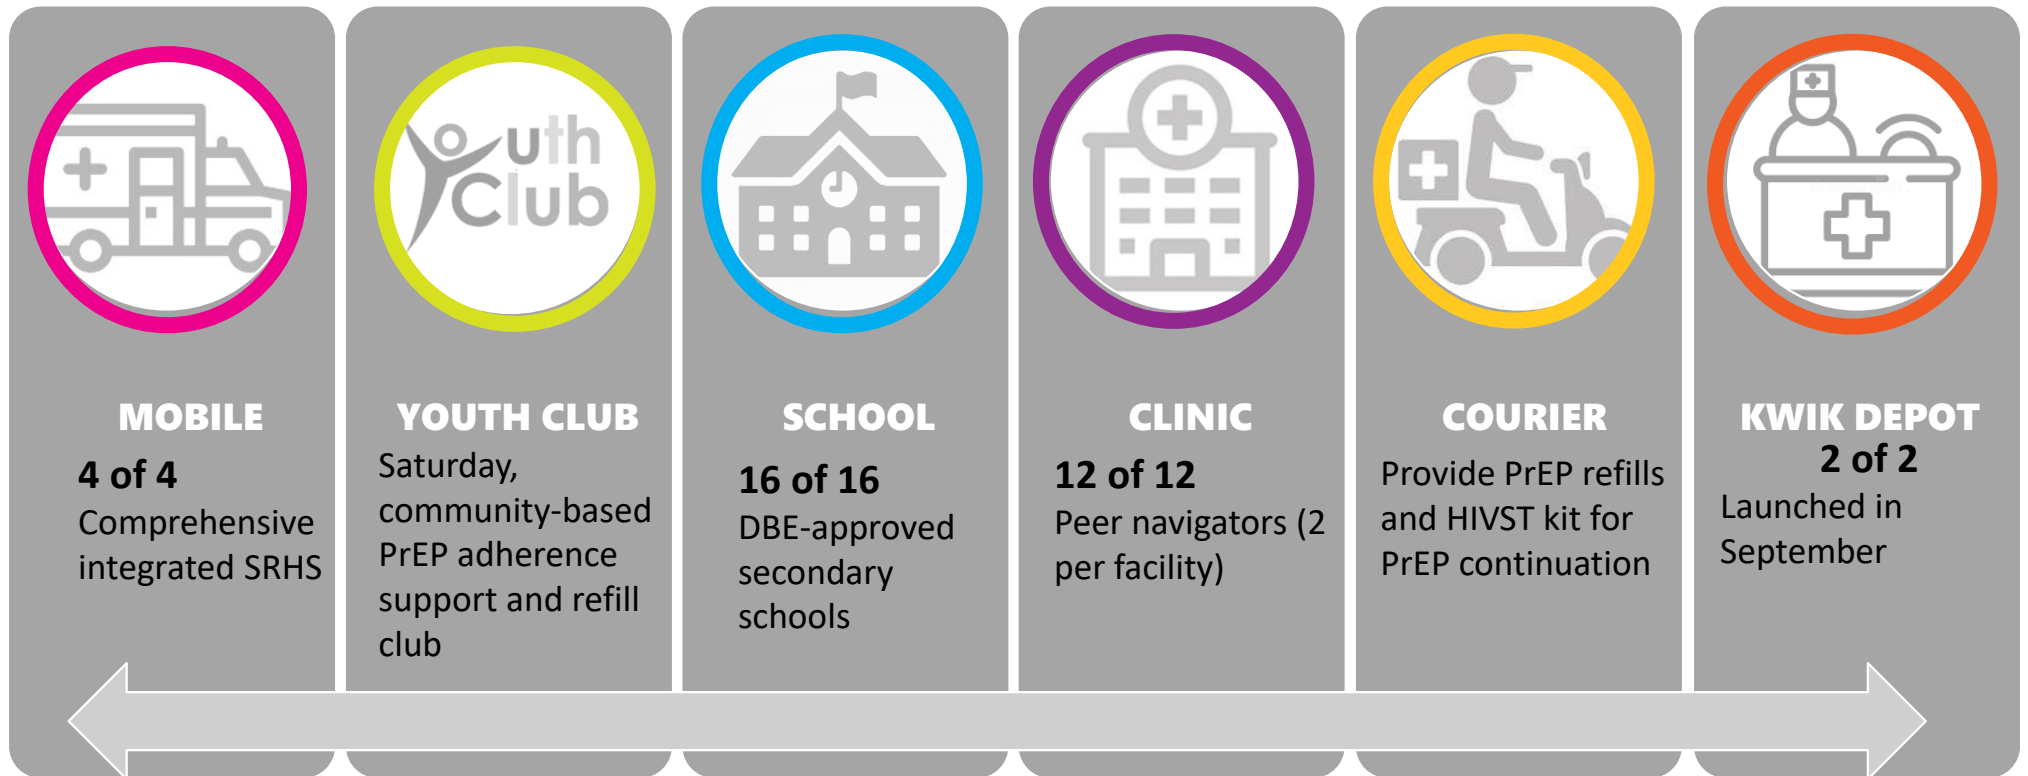 Youth
Club
MOBILE
4 of 4
Comprehensive
integrated SRHS
YOUTH CLUB
Saturday,
community-based
PrEP adherence
support and refill
club
SCHOOL
16 of 16
DBE-approved
secondary
schools
CLINIC
12 of 12
Peer navigators (2
per facility)
COURIER
Provide PrEP refills
and HIVST kit for
PrEP continuation
KWIK DEPOT
2 of 2
Launched in
September